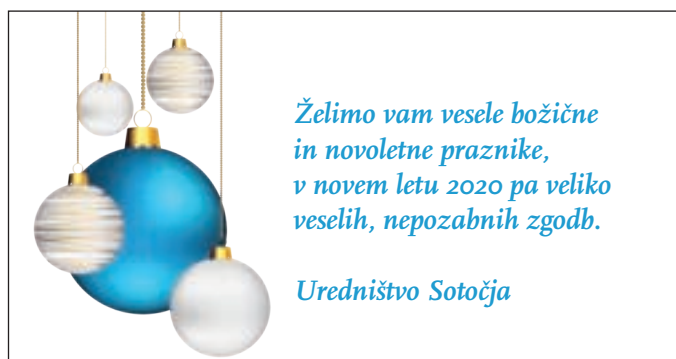 Želimo vam vesele božične
in novoletne praznike,
v novem letu 2020 pa veliko
veselih, nepozabnih zgodb.
Uredništvo Sotočja